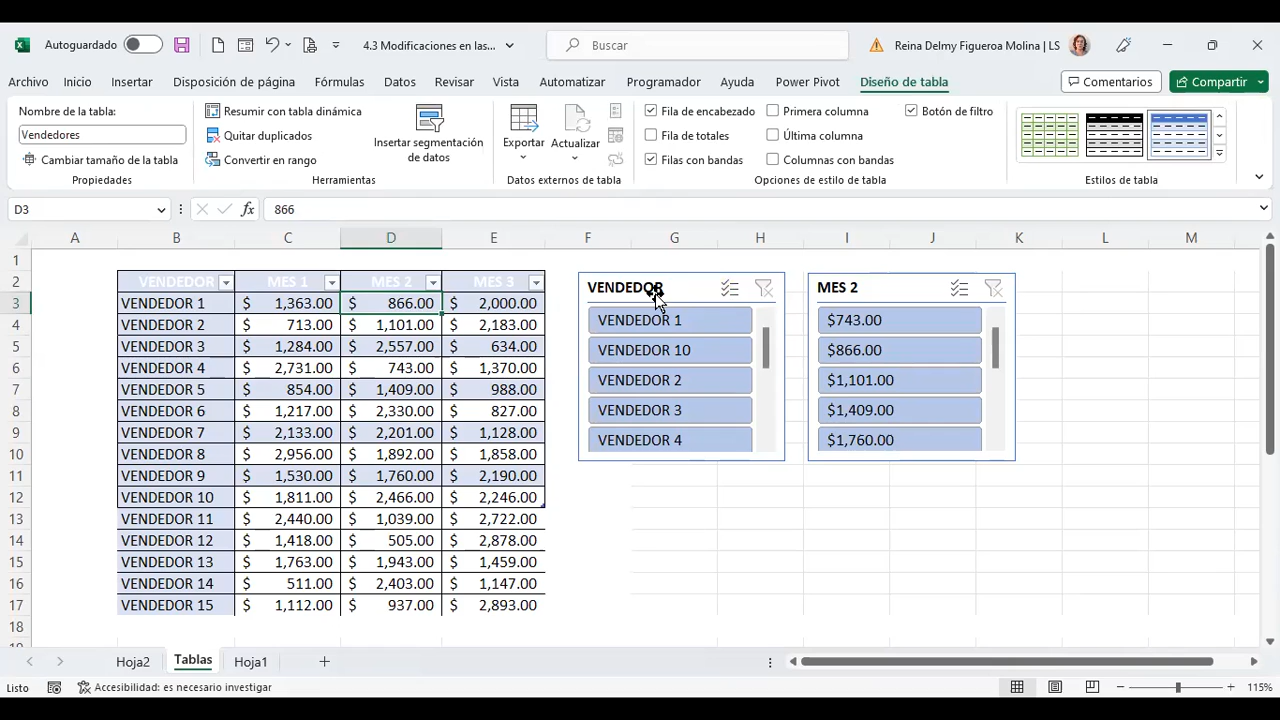 Autoguardado 4.3 Modificaciones en las... Buscar Reina Delmy Figueroa Molina | LS
Archivo Inicio Insertar Disposición de página Fórmulas Datos Revisar Vista Automatizar Programador Ayuda Power Pivot Diseño de tabla Comentarios Compartir
Nombre de la tabla:
Vendedores
Cambiar tamaño de la tabla
Propiedades
Resumir con tabla dinámica
Quitar duplicados
Convertir en rango
Insertar segmentación
de datos
Herramientas
Exportar
Actualizar
Datos externos de tabla
Fila de encabezado
Fila de totales
Filas con bandas
Primera columna
Última columna
Columnas con bandas
Botón de filtro
Opciones de estilo de tabla
Estilos de tabla
D3 fx 866
A B C D E F G H I J K L M
1
2 VENDEDOR MES 1 MES 2 MES 3
3 VENDEDOR 1 $ 1,363.00 $ 866.00 $ 2,000.00
4 VENDEDOR 2 $ 713.00 $ 1,101.00 $ 2,183.00
5 VENDEDOR 3 $ 1,284.00 $ 2,557.00 $ 634.00
6 VENDEDOR 4 $ 2,731.00 $ 743.00 $ 1,370.00
7 VENDEDOR 5 $ 854.00 $ 1,409.00 $ 988.00
8 VENDEDOR 6 $ 1,217.00 $ 2,330.00 $ 827.00
9 VENDEDOR 7 $ 2,133.00 $ 2,201.00 $ 1,128.00
10 VENDEDOR 8 $ 2,956.00 $ 1,892.00 $ 1,858.00
11 VENDEDOR 9 $ 1,530.00 $ 1,760.00 $ 2,190.00
12 VENDEDOR 10 $ 1,811.00 $ 2,466.00 $ 2,246.00
13 VENDEDOR 11 $ 2,440.00 $ 1,039.00 $ 2,722.00
14 VENDEDOR 12 $ 1,418.00 $ 505.00 $ 2,878.00
15 VENDEDOR 13 $ 1,763.00 $ 1,943.00 $ 1,459.00
16 VENDEDOR 14 $ 511.00 $ 2,403.00 $ 1,147.00
17 VENDEDOR 15 $ 1,112.00 $ 937.00 $ 2,893.00
18
VENDEDOR
VENDEDOR 1
VENDEDOR 10
VENDEDOR 2
VENDEDOR 3
VENDEDOR 4
MES 2
$743.00
$866.00
$1,101.00
$1,409.00
$1,760.00
Hoja2 Tablas Hoja1
Listo Accesibilidad: es necesario investigar 115%